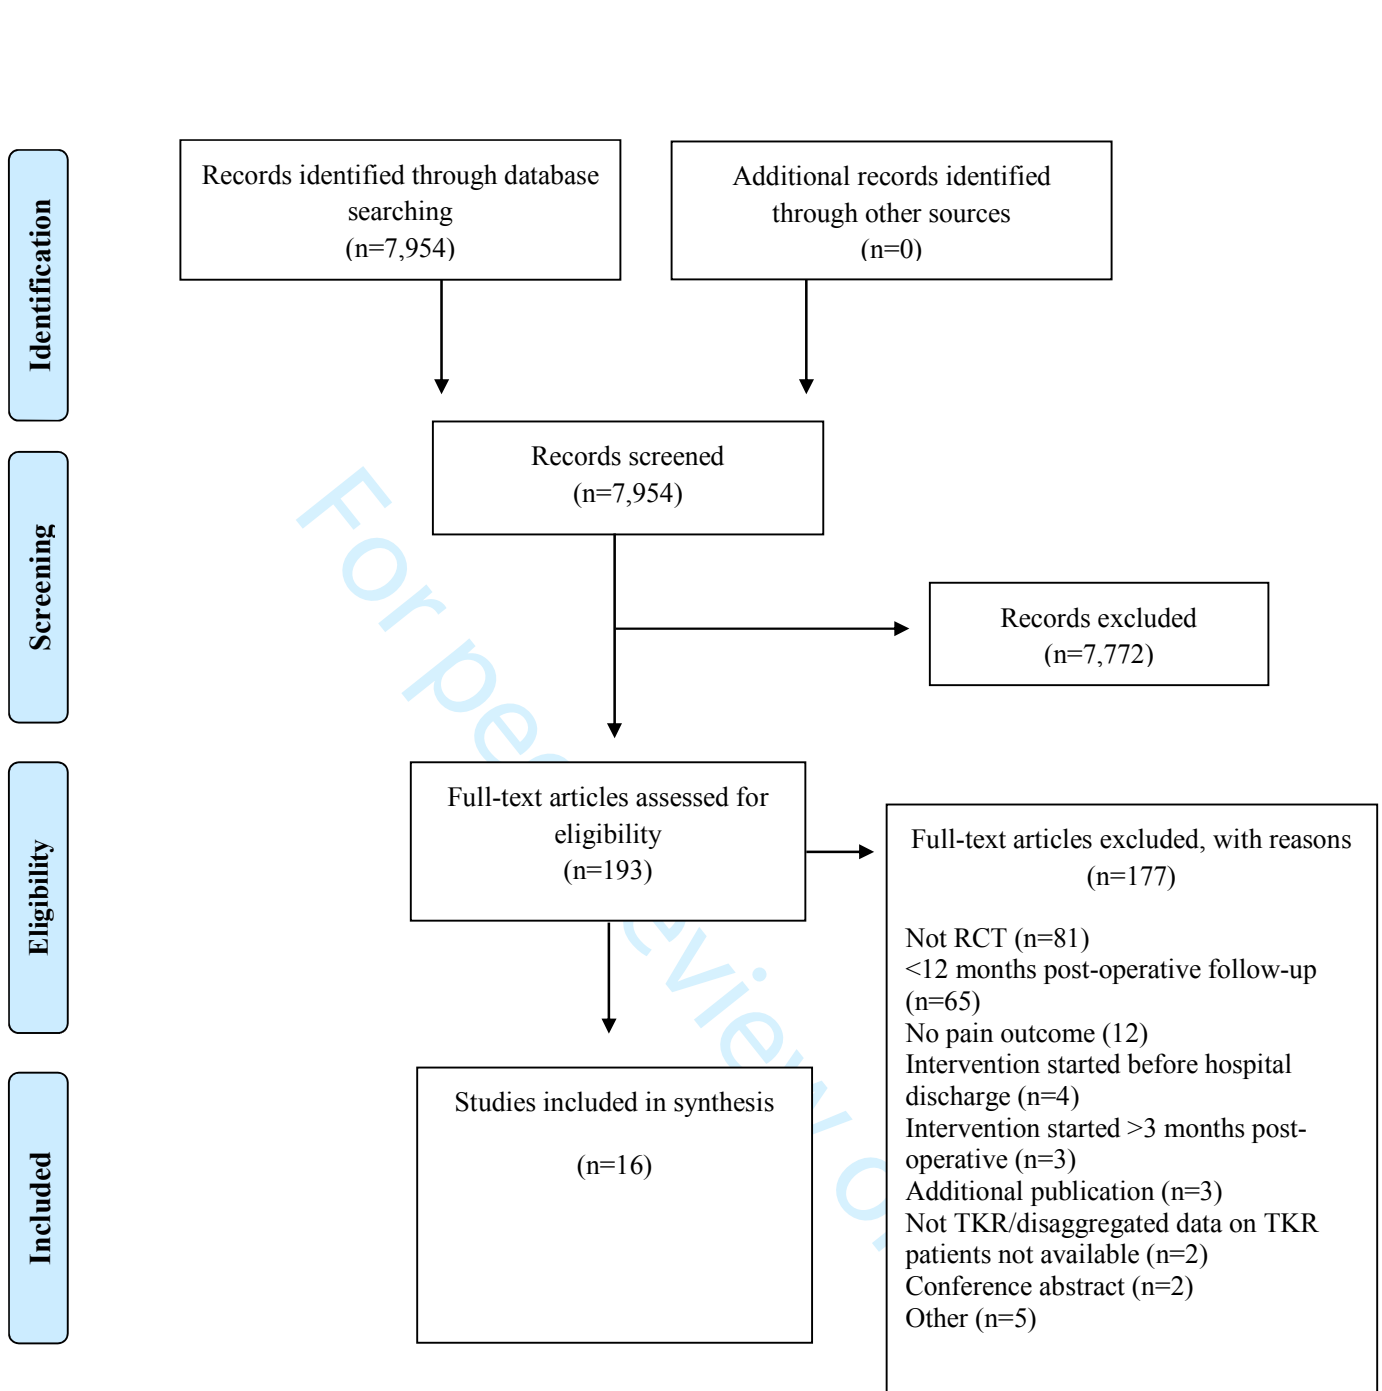 Identification
Records identified through database
searching
(n=7,954)
Additional records identified
through other sources
(n=0)
Screening
Records screened
(n=7,954)
Records excluded
(n=7,772)
Eligibility
Full-text articles assessed for
eligibility
(n=193)
Full-text articles excluded, with reasons
(n=177)
Not RCT (n=81)
<12 months post-operative follow-up
(n=65)
No pain outcome (12)
Intervention started before hospital
discharge (n=4)
Intervention started >3 months post-
operative (n=3)
Additional publication (n=3)
Not TKR/disaggregated data on TKR
patients not available (n=2)
Conference abstract (n=2)
Other (n=5)
Included
Studies included in synthesis
(n=16)
For peer review o